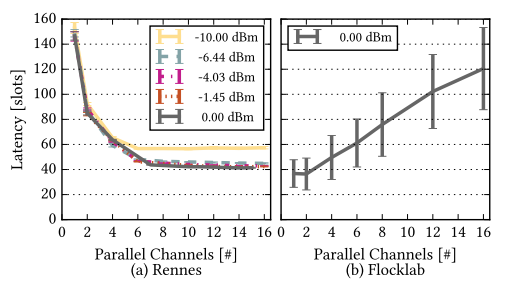 Latency [slots]
160
140
120
100
80
60
40
20
0
-10.00 dBm
-6.44 dBm
-4.03 dBm
-1.45 dBm
0.00 dBm
0 2 4 6 8 10 12 14 16
Parallel Channels [#]
(a) Rennes
0.00 dBm
0 2 4 6 8 10 12 14 16
Parallel Channels [#]
(b) Flocklab